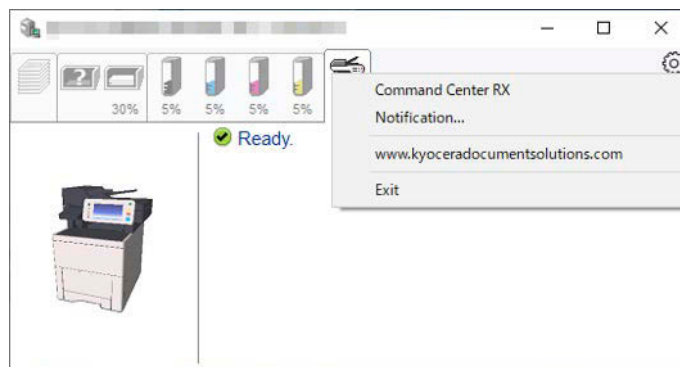 30%
5%
5%
5%
5%
Ready.
Command Center RX
Notification...
www.kyoceradocumentsolutions.com
Exit